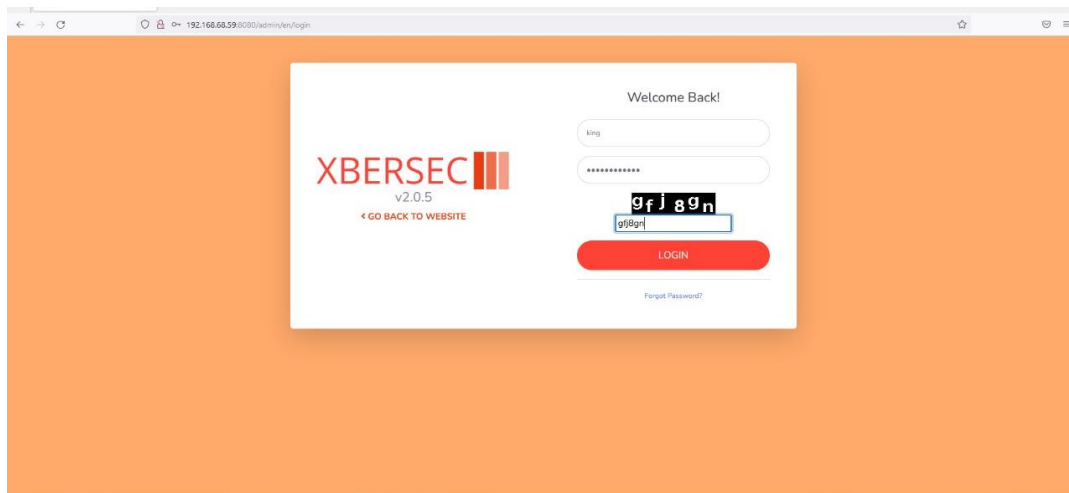 192.168.68.59:8080/admin/en/login
XBERSEC
v2.0.5
< GO BACK TO WEBSITE
Welcome Back!
king
••••••••••••
gfj8gn
gfj8gn
LOGIN
Forgot Password?